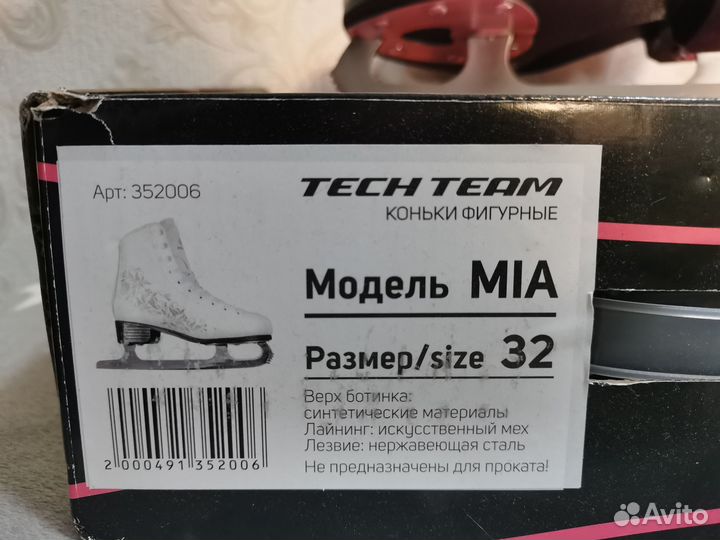 Арт: 352006
TECH TEAM
КОНЬКИ ФИГУРНЫЕ
Модель MIA
Размер/size 32
Верх ботинка:
синтетические материалы
Лайнинг: искусственный мех
Лезвие: нержавеющая сталь
Не предназначены для проката!
2 000491 352006
Avito